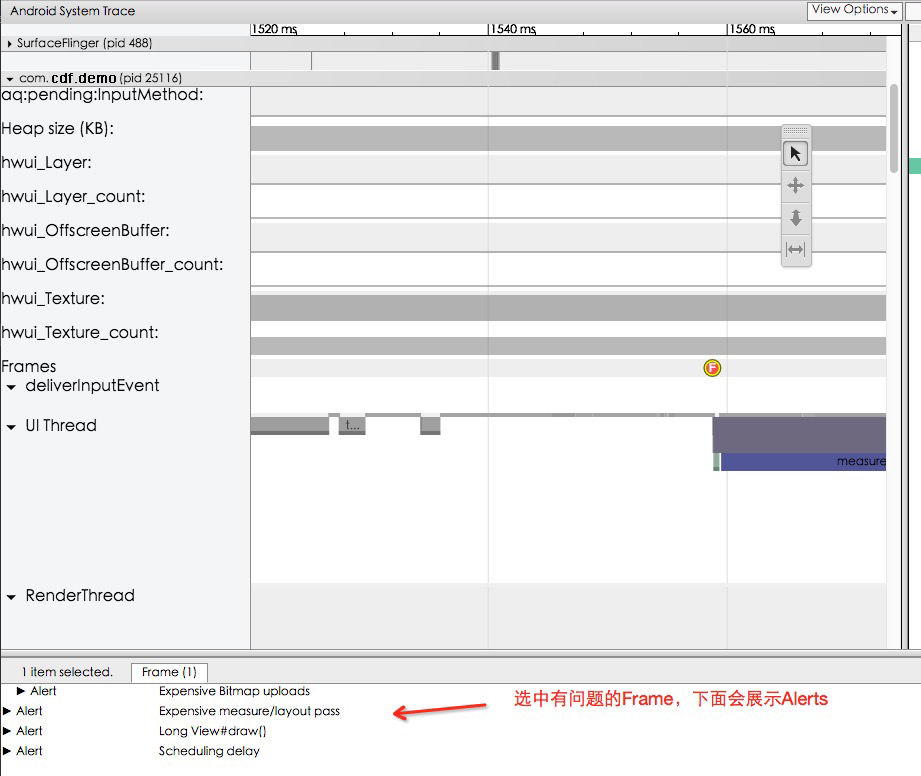 Android System Trace
View Options
1520 ms
1540 ms
1560 ms
SurfaceFlinger (pid 488)
com.cdf.demo (pid 25116)
aq:pending:InputMethod:
Heap size (KB):
hwui_Layer:
hwui_Layer_count:
hwui_OffscreenBuffer:
hwui_OffscreenBuffer_count:
hwui_Texture:
hwui_Texture_count:
Frames
F
deliverInputEvent
UI Thread
t...
measure
RenderThread
1 item selected.
Frame (1)
Alert
Expensive Bitmap uploads
Alert
Expensive measure/layout pass
Alert
Long View#draw()
Alert
Scheduling delay
选中有问题的Frame，下面会展示Alerts